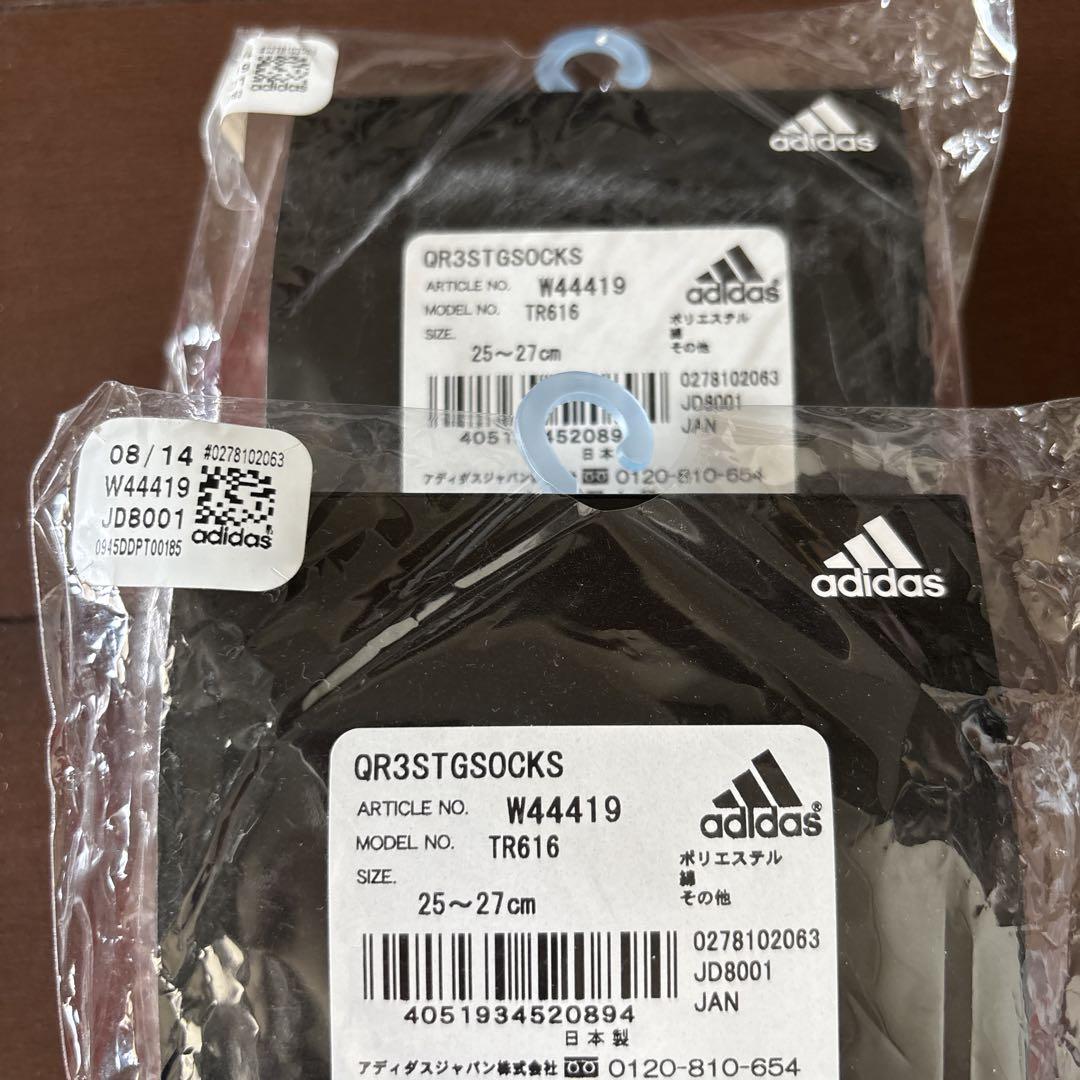 adidas
adidas
QR3STGSOCKS
ARTICLE NO. W44419
MODEL NO. TR616
SIZE.
25～27cm
adidas®
ポリエステル
綿
その他
0278102063
JD8001
JAN
日本
0120-810-654
08/14 #0278102063
W44419
JD8001
0945DDPT00185
adidas
adidas
QR3STGSOCKS
ARTICLE NO. W44419
MODEL NO. TR616
SIZE.
25～27cm
adidas®
ポリエステル
綿
その他
0278102063
JD8001
JAN
4051934520894
日本製
アディダスジャパン株式会社 0120-810-654